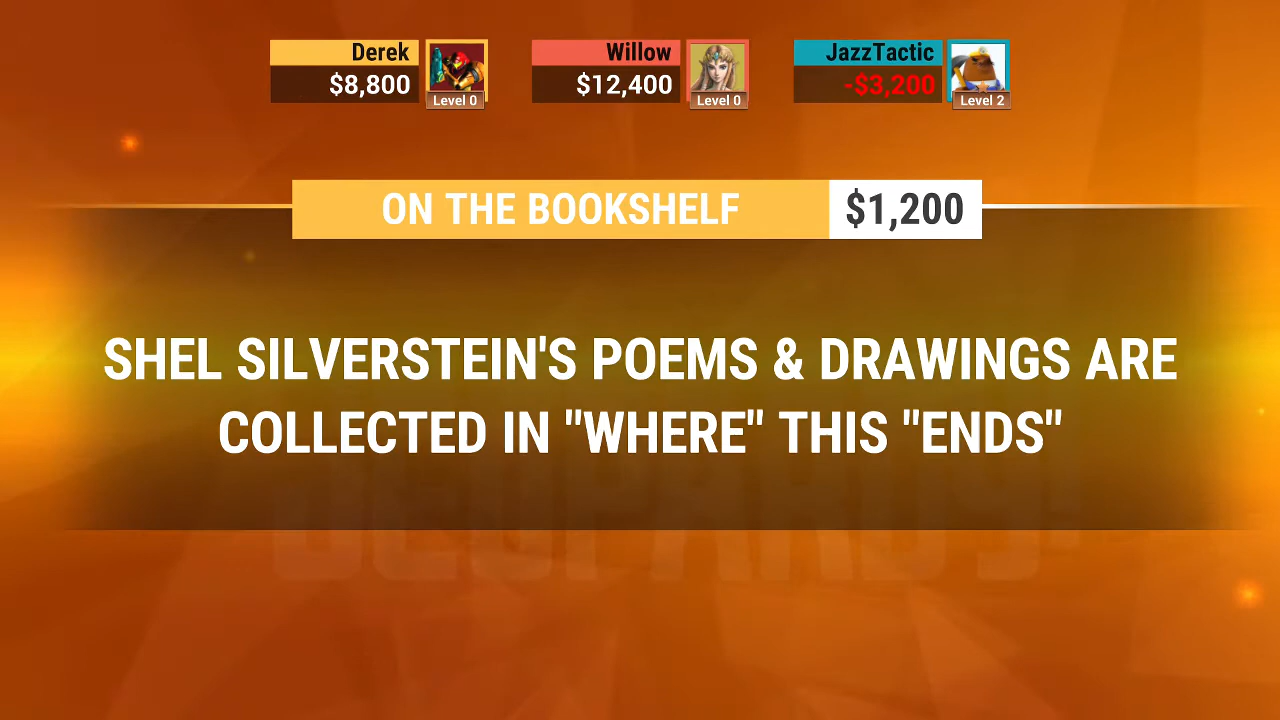 Derek
$8,800
Level 0
Willow
$12,400
Level 0
JazzTactic
-$3,200
Level 2
ON THE BOOKSHELF $1,200
SHEL SILVERSTEIN'S POEMS & DRAWINGS ARE
COLLECTED IN "WHERE" THIS "ENDS"
JEOPARDY!